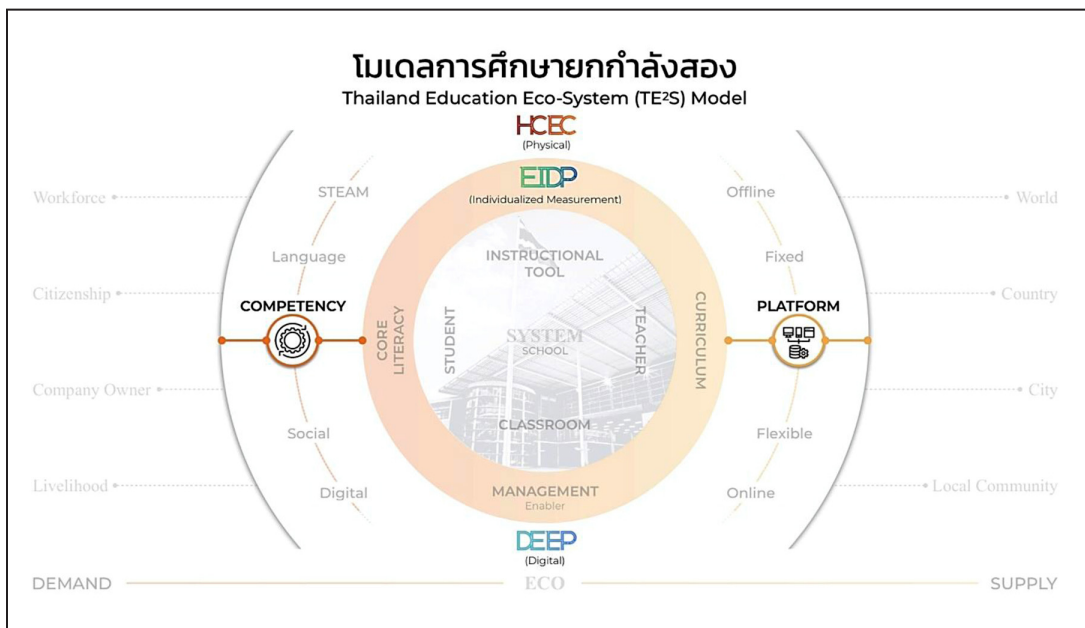 โมเดลการศึกษายกกำลังสอง
Thailand Education Eco-System (TE²S) Model
HCEC
(Physical)
EIDP
(Individualized Measurement)
STEAM
Offline
Workforce
World
Language
Fixed
INSTRUCTIONAL
TOOL
Citizenship
Country
COMPETENCY
PLATFORM
CORE
LITERACY
STUDENT
SYSTEM
SCHOOL
TEACHER
CURRICULUM
Company Owner
City
CLASSROOM
Social
Flexible
Livelihood
Local Community
Digital
Online
MANAGEMENT
Enabler
DEEP
(Digital)
DEMAND
ECO
SUPPLY